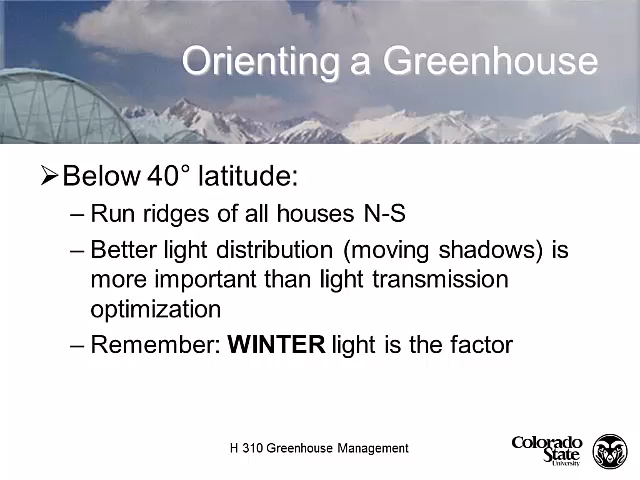 Orienting a Greenhouse
➢Below 40° latitude:
– Run ridges of all houses N-S
– Better light distribution (moving shadows) is
more important than light transmission
optimization
– Remember: WINTER light is the factor
H 310 Greenhouse Management
Colorado
State
University